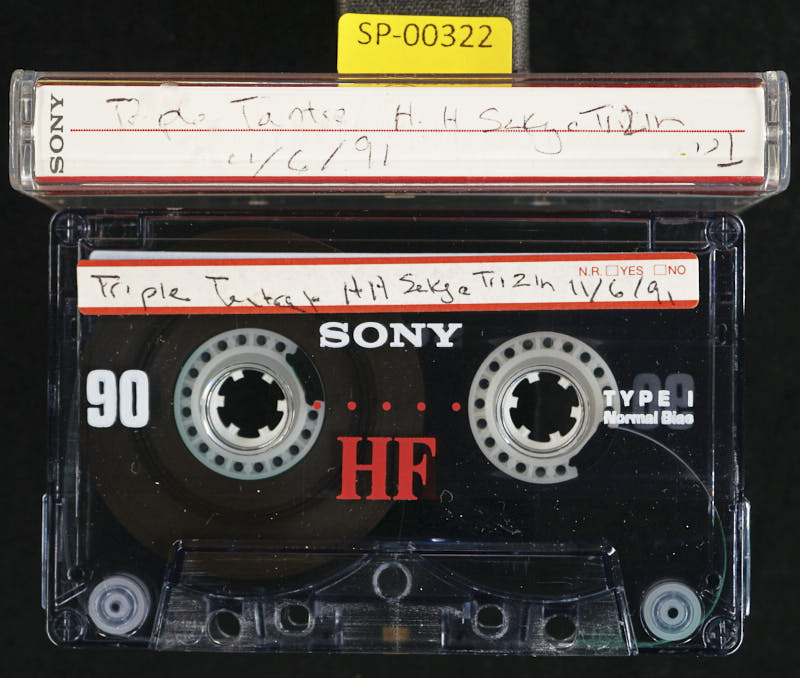 SP-00322
SONY
Triple Tantra H.H Sakya Trizin
11/6/91
N.R. YES NO
Triple Tantra HH Sakya Trizin 11/6/91
SONY
90
TYPE I
Normal Bias
HF